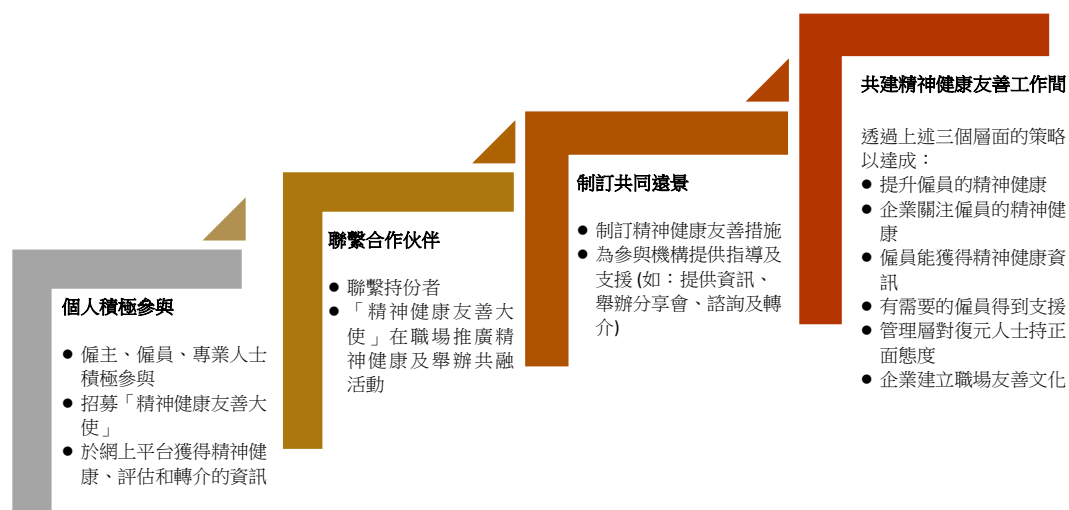 個人積極參與
● 僱主、僱員、專業人士
積極參與
● 招募「精神健康友善大
使」
● 於網上平台獲得精神健
康、評估和轉介的資訊
聯繫合作伙伴
● 聯繫持份者
● 「精神健康友善大
使」在職場推廣精
神健康及舉辦共融
活動
制訂共同遠景
● 制訂精神健康友善措施
● 為參與機構提供指導及
支援 (如：提供資訊、
舉辦分享會、諮詢及轉
介)
共建精神健康友善工作間
透過上述三個層面的策略
以達成：
● 提升僱員的精神健康
● 企業關注僱員的精神健
康
● 僱員能獲得精神健康資
訊
● 有需要的僱員得到支援
● 管理層對復元人士持正
面態度
● 企業建立職場友善文化